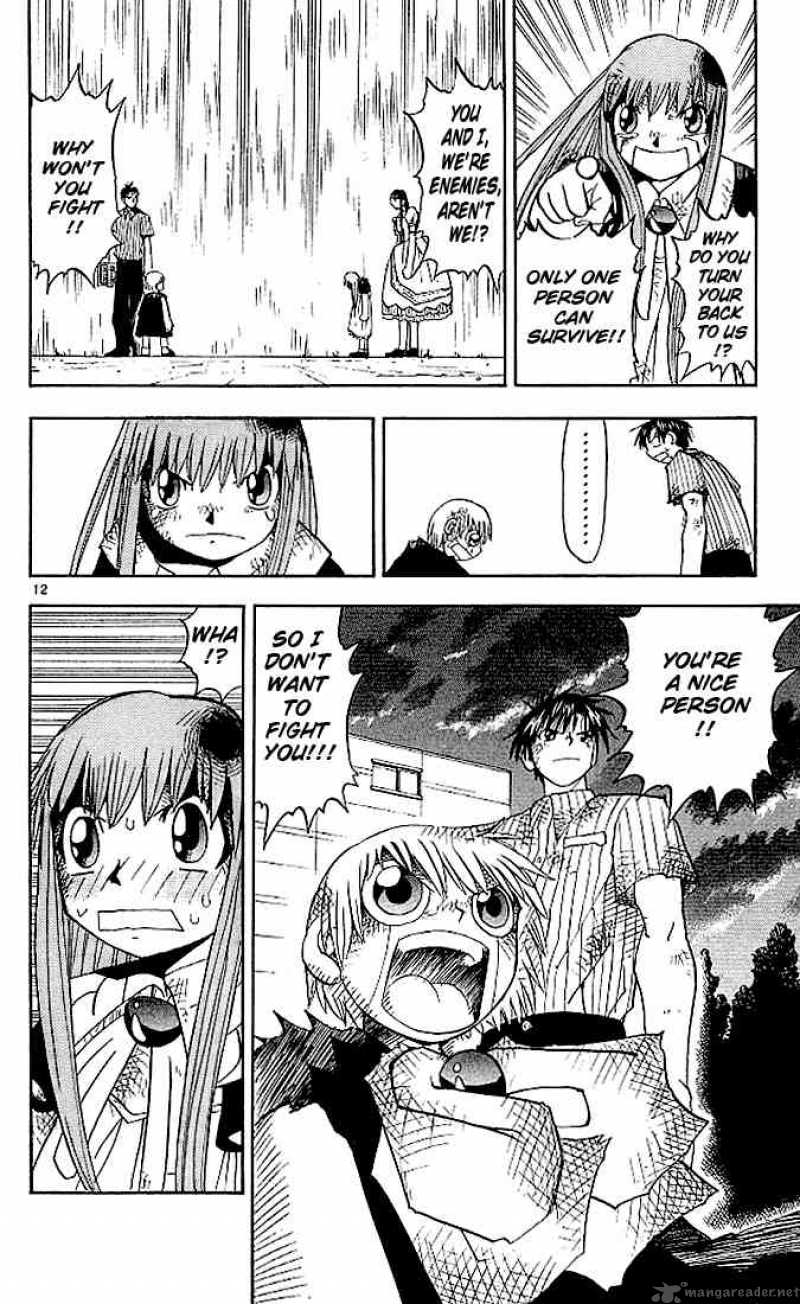 WHY
DO YOU
TURN
YOUR
BACK
TO US
!?
ONLY ONE
PERSON
CAN
SURVIVE!!
YOU
AND I,
WE'RE
ENEMIES,
AREN'T
WE!?
WHY
WON'T
YOU
FIGHT
!!
12
YOU'RE
A NICE
PERSON
!!
SO I
DON'T
WANT
TO
FIGHT
YOU!!!
WHA
!?
mangareader.net